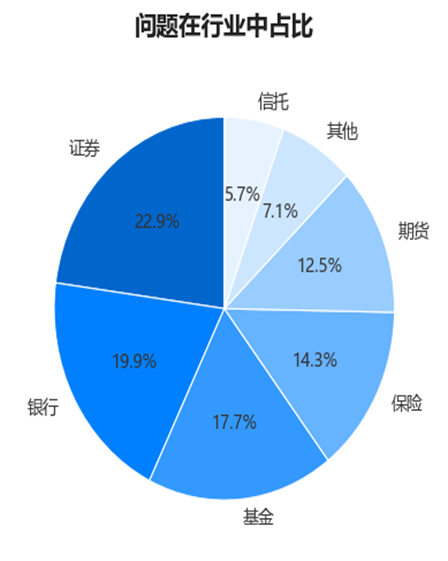 问题在行业中占比
信托
其他
证券
5.7%
7.1%
22.9%
期货
12.5%
19.9%
14.3%
银行
保险
17.7%
基金